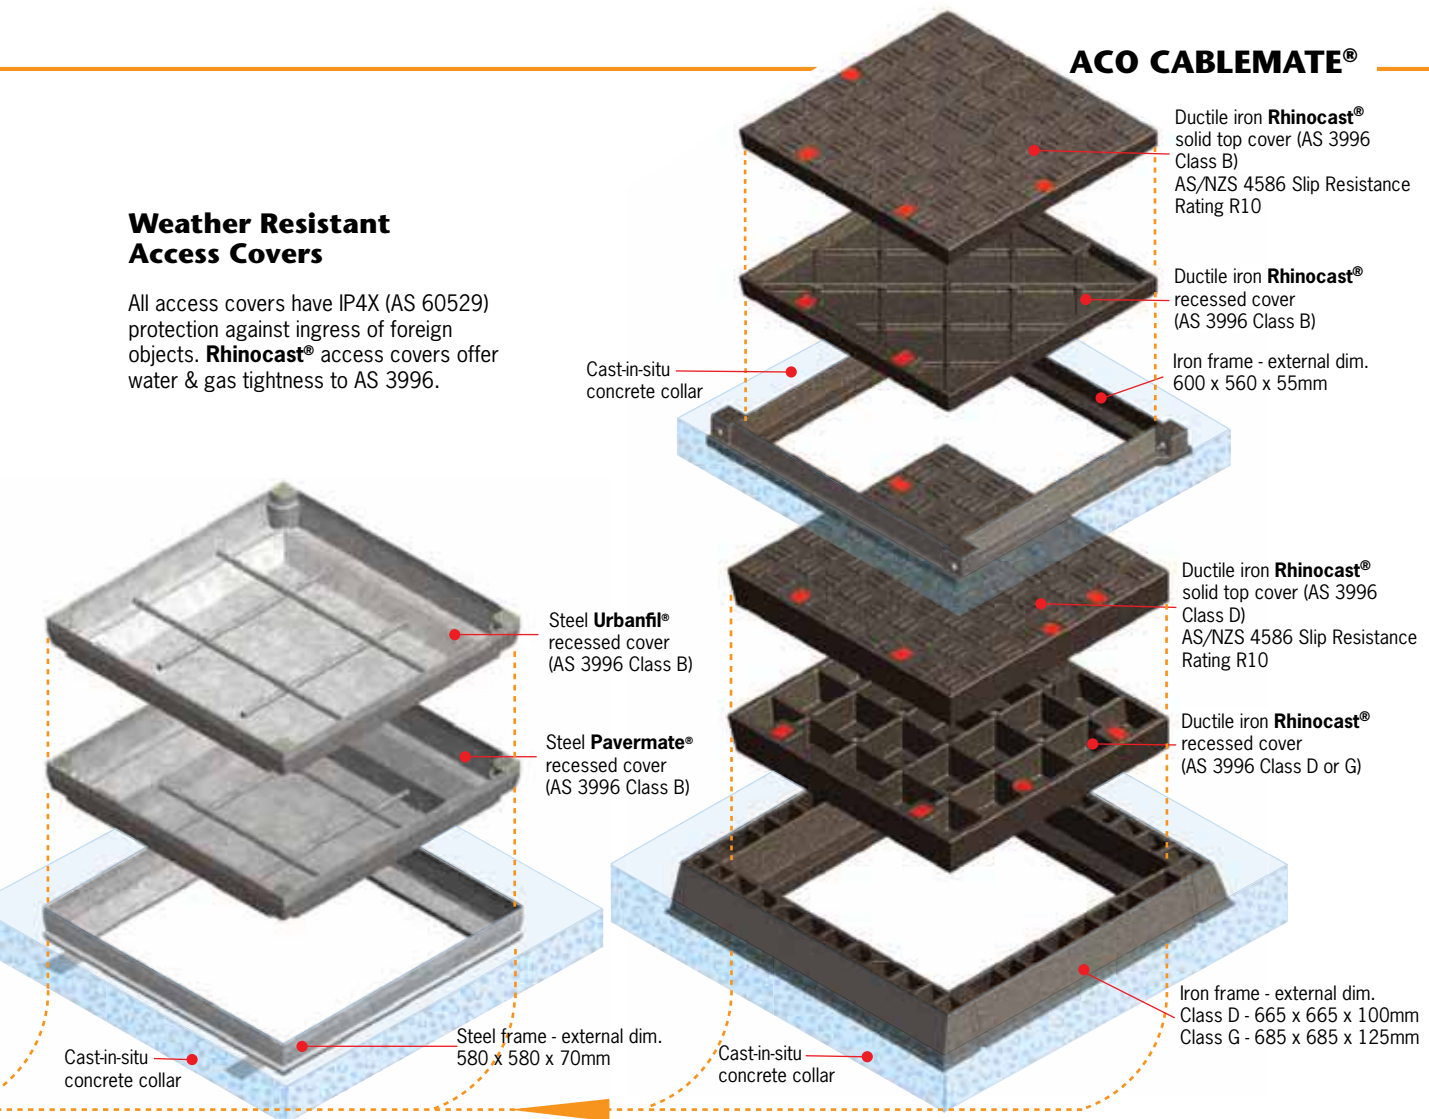 ACO CABLEMATE®
Weather Resistant
Access Covers
All access covers have IP4X (AS 60529)
protection against ingress of foreign
objects. Rhinocast® access covers offer
water & gas tightness to AS 3996.
Ductile iron Rhinocast®
solid top cover (AS 3996
Class B)
AS/NZS 4586 Slip Resistance
Rating R10
Ductile iron Rhinocast®
recessed cover
(AS 3996 Class B)
Iron frame - external dim.
600 x 560 x 55mm
Cast-in-situ
concrete collar
Steel Urbanfil®
recessed cover
(AS 3996 Class B)
Steel Pavermate®
recessed cover
(AS 3996 Class B)
Steel frame - external dim.
580 x 580 x 70mm
Cast-in-situ
concrete collar
Ductile iron Rhinocast®
solid top cover (AS 3996
Class D)
AS/NZS 4586 Slip Resistance
Rating R10
Ductile iron Rhinocast®
recessed cover
(AS 3996 Class D or G)
Iron frame - external dim.
Class D - 665 x 665 x 100mm
Class G - 685 x 685 x 125mm
Cast-in-situ
concrete collar